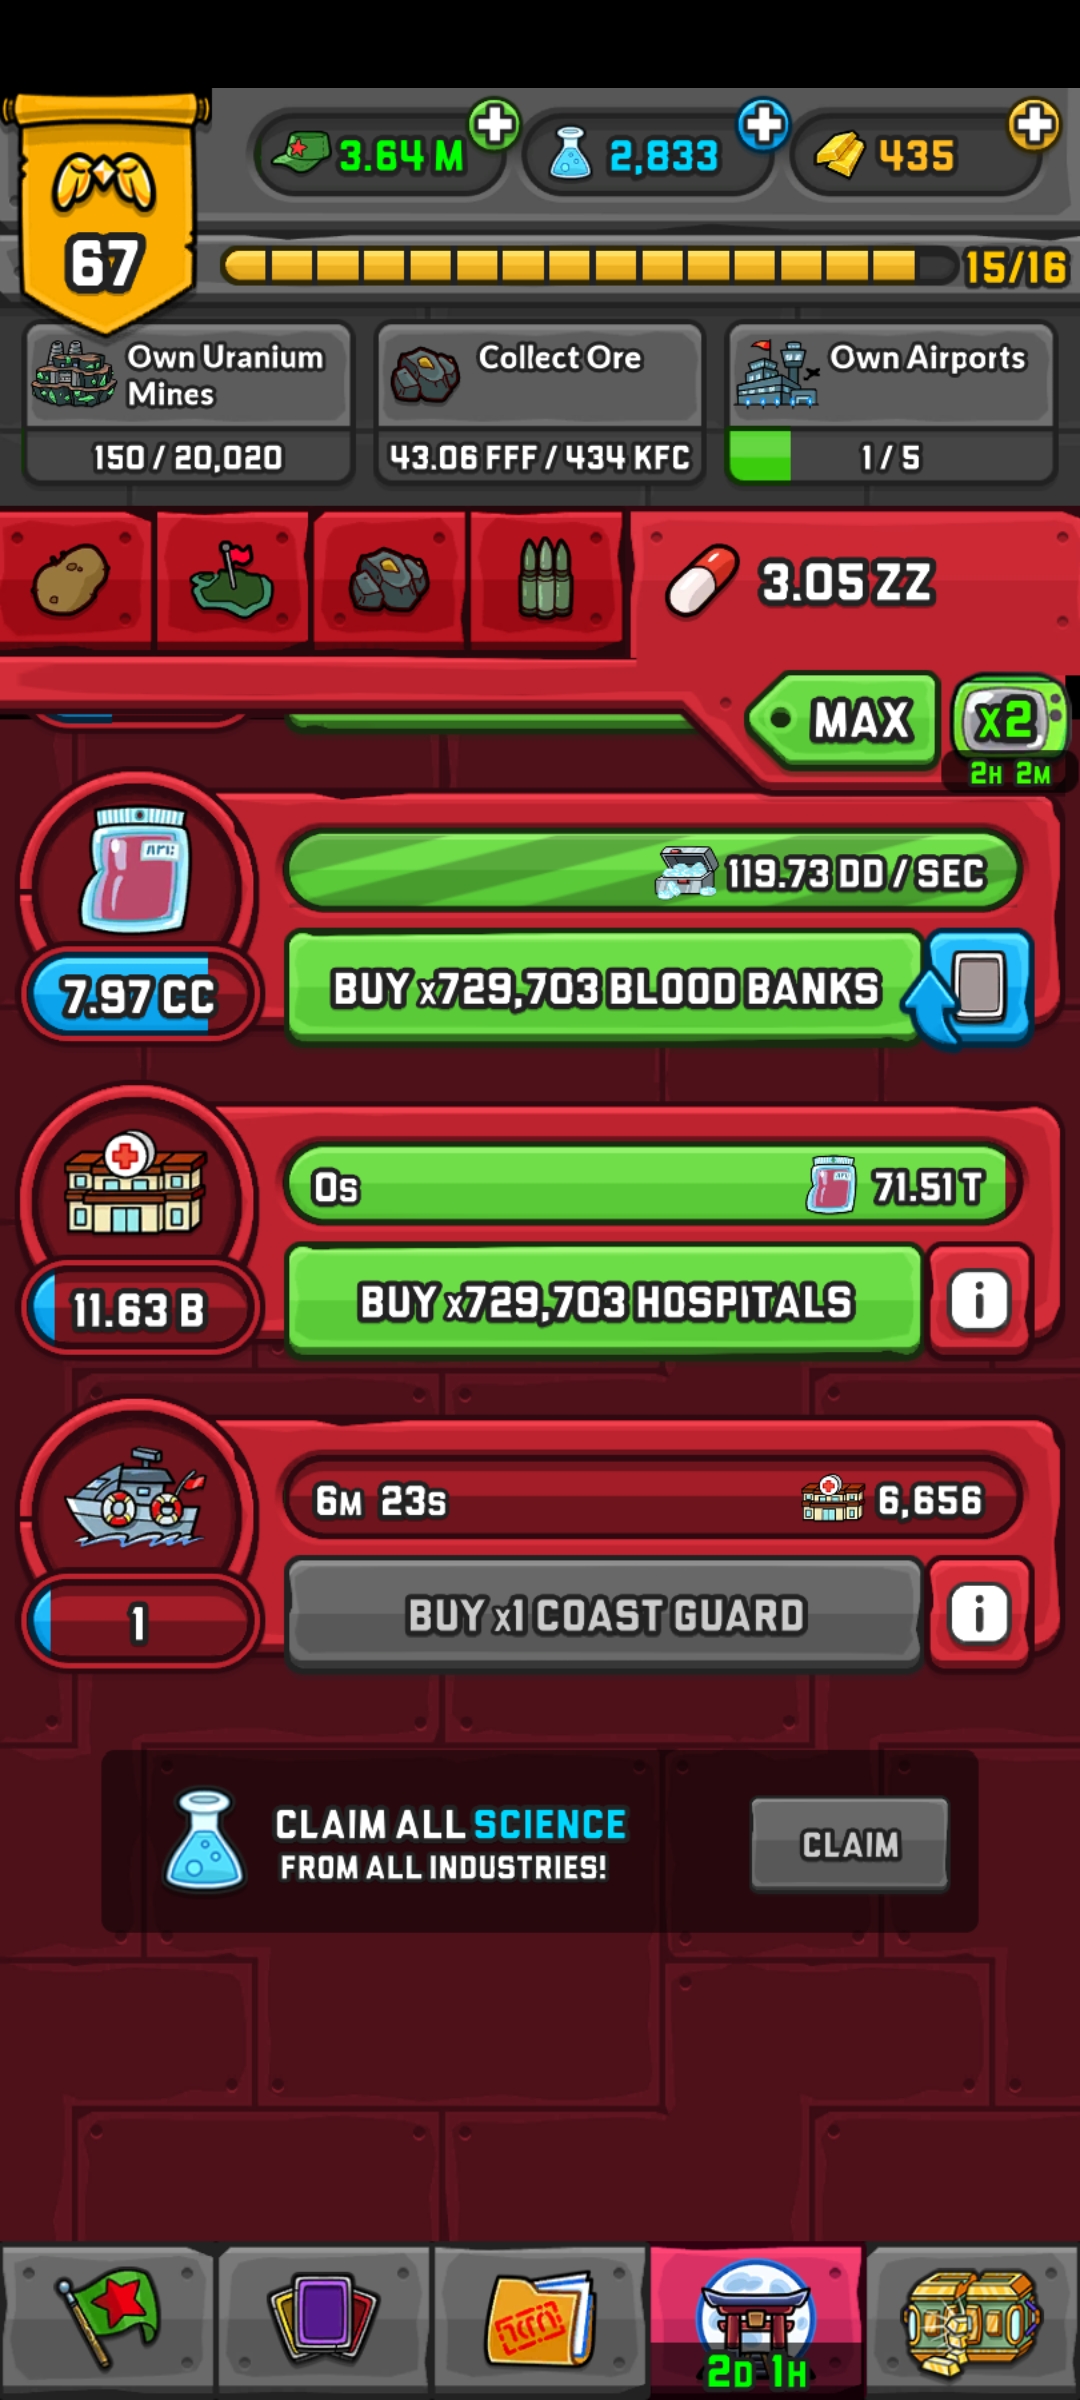 3.64 M
2,833
435
67
15/16
Own Uranium
Mines
150 / 20,020
Collect Ore
43.06 FFF / 434 KFC
Own Airports
1 / 5
3.05 ZZ
MAX
x2
2H 2M
119.73 DD / SEC
7.97 CC
BUY x729,703 BLOOD BANKS
0s
71.51 T
11.63 B
BUY x729,703 HOSPITALS
i
6M 23s
6,656
1
BUY x1 COAST GUARD
i
CLAIM ALL SCIENCE
FROM ALL INDUSTRIES!
CLAIM
2D 1H